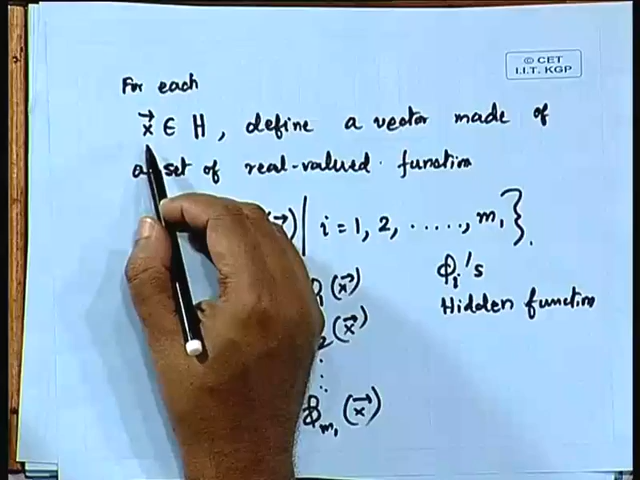 © CET
I.I.T. KGP
For each
x⃗ ∈ H, define a vector made of
a set of real-valued function
(x⃗) | i = 1, 2, ....., m₁}.
ϕᵢ's
Hidden function
(x⃗)
₂(x⃗)
⋮
ϕₘ₁(x⃗)